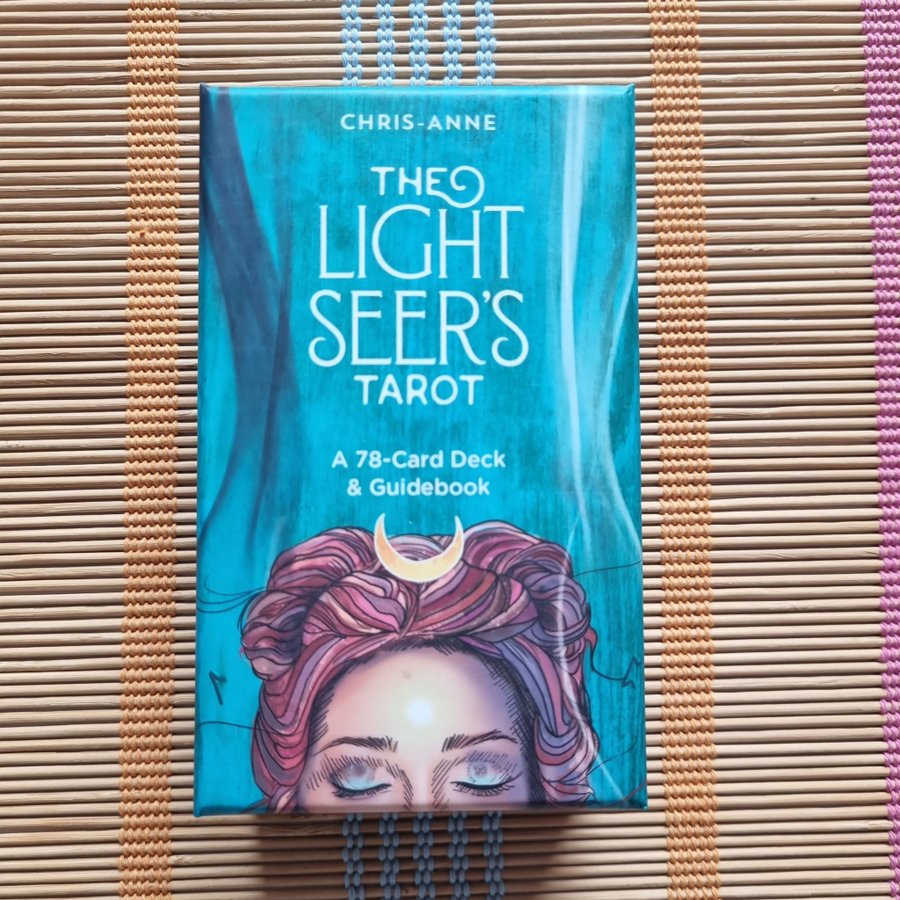 CHRIS-ANNE
THE
LIGHT
SEER'S
TAROT
A 78-Card Deck
& Guidebook